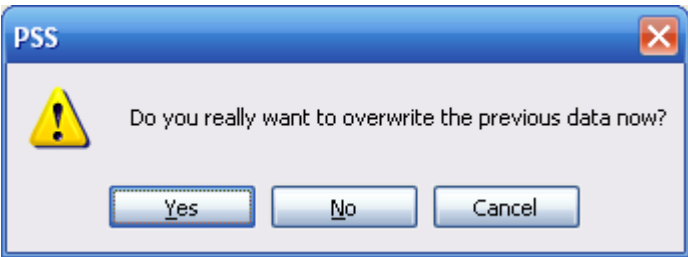 PSS
Do you really want to overwrite the previous data now?
Yes
No
Cancel